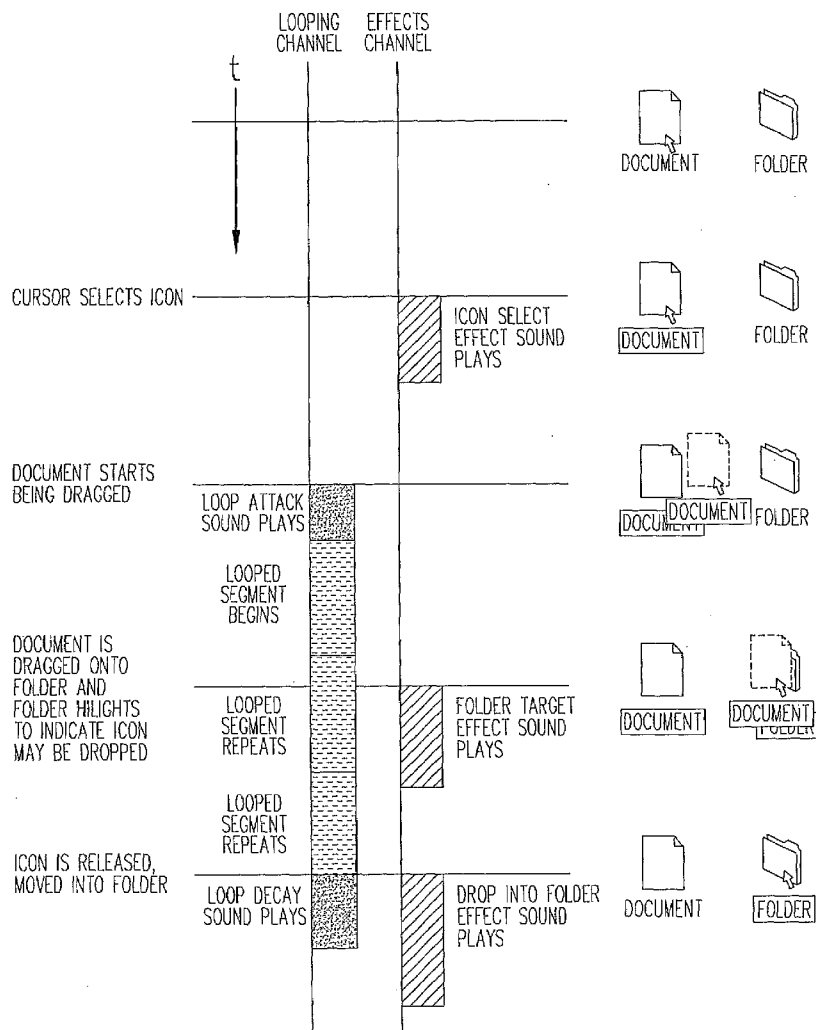 LOOPING
CHANNEL
EFFECTS
CHANNEL
t
DOCUMENT
FOLDER
CURSOR SELECTS ICON
ICON SELECT
EFFECT SOUND
PLAYS
DOCUMENT
FOLDER
DOCUMENT STARTS
BEING DRAGGED
LOOP ATTACK
SOUND PLAYS
DOCUMENT
DOCUMENT
FOLDER
LOOPED
SEGMENT
BEGINS
DOCUMENT IS
DRAGGED ONTO
FOLDER AND
FOLDER HILIGHTS
TO INDICATE ICON
MAY BE DROPPED
LOOPED
SEGMENT
REPEATS
FOLDER TARGET
EFFECT SOUND
PLAYS
DOCUMENT
DOCUMENT
FOLDER
LOOPED
SEGMENT
REPEATS
ICON IS RELEASED,
MOVED INTO FOLDER
LOOP DECAY
SOUND PLAYS
DROP INTO FOLDER
EFFECT SOUND
PLAYS
DOCUMENT
FOLDER